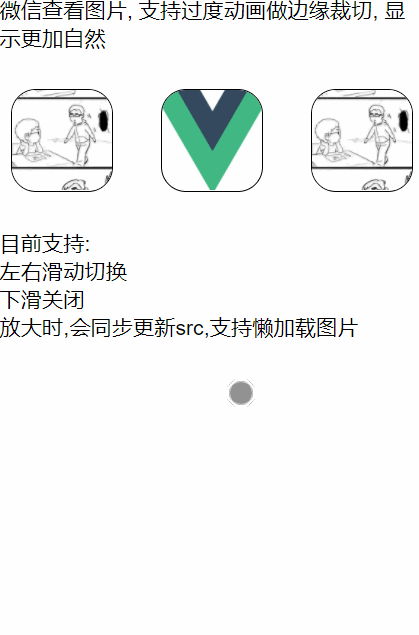 微信查看图片, 支持过度动画做边缘裁切, 显
示更加自然
目前支持:
左右滑动切换
下滑关闭
放大时,会同步更新src,支持懒加载图片